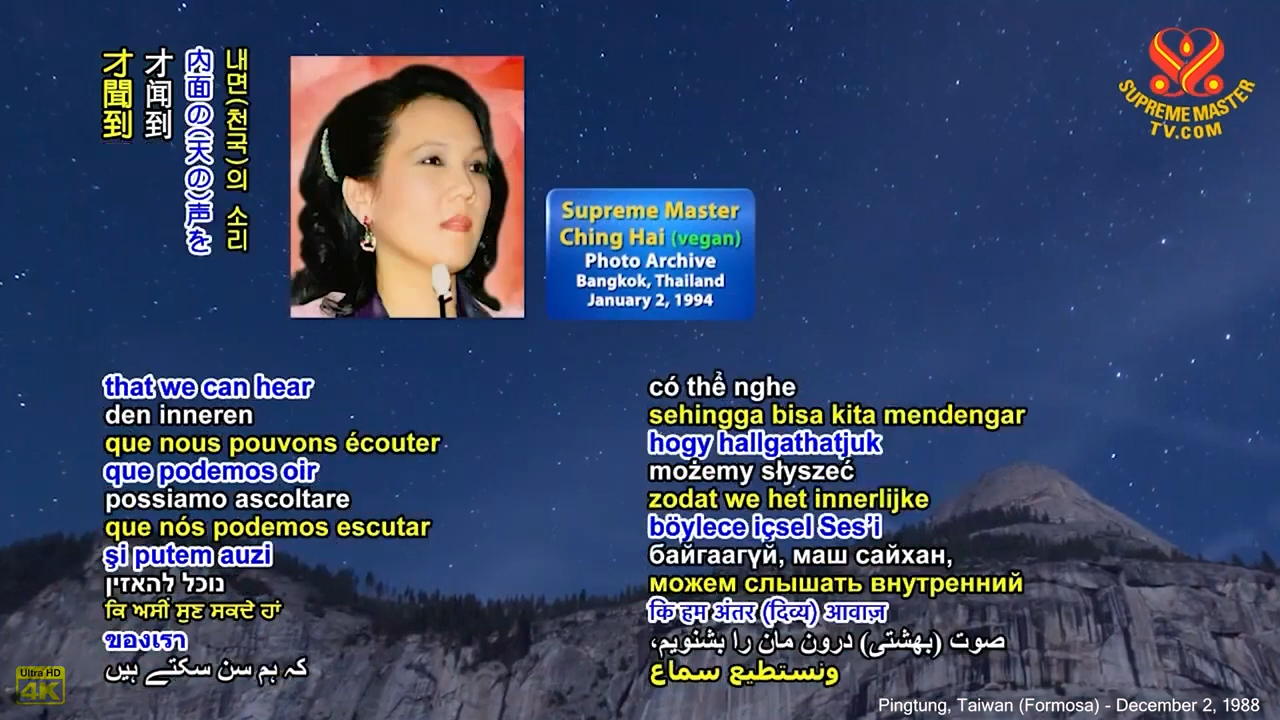 才聞到
才闻到
内面の(天の)声を
내면(천국)의 소리
SUPREME MASTER
TV.COM
Supreme Master
Ching Hai (vegan)
Photo Archive
Bangkok, Thailand
January 2, 1994
that we can hear
den inneren
que nous pouvons écouter
que podemos oir
possiamo ascoltare
que nós podemos escutar
şi putem auzi
נוכל להאזין
ਕਿ ਅਸੀਂ ਸੁਣ ਸਕਦੇ ਹਾਂ
ของเรา
کہ ہم سن سکتے ہیں
có thể nghe
sehingga bisa kita mendengar
hogy hallgathatjuk
możemy słyszeć
zodat we het innerlijke
böylece içsel Ses’i
байгаагүй, маш сайхан,
можем слышать внутренний
कि हम अंतर (दिव्य) आवाज़
صوت (بهشتی) درون مان را بشنویم،
ونستطيع سماع
Ultra HD
4K
Pingtung, Taiwan (Formosa) - December 2, 1988